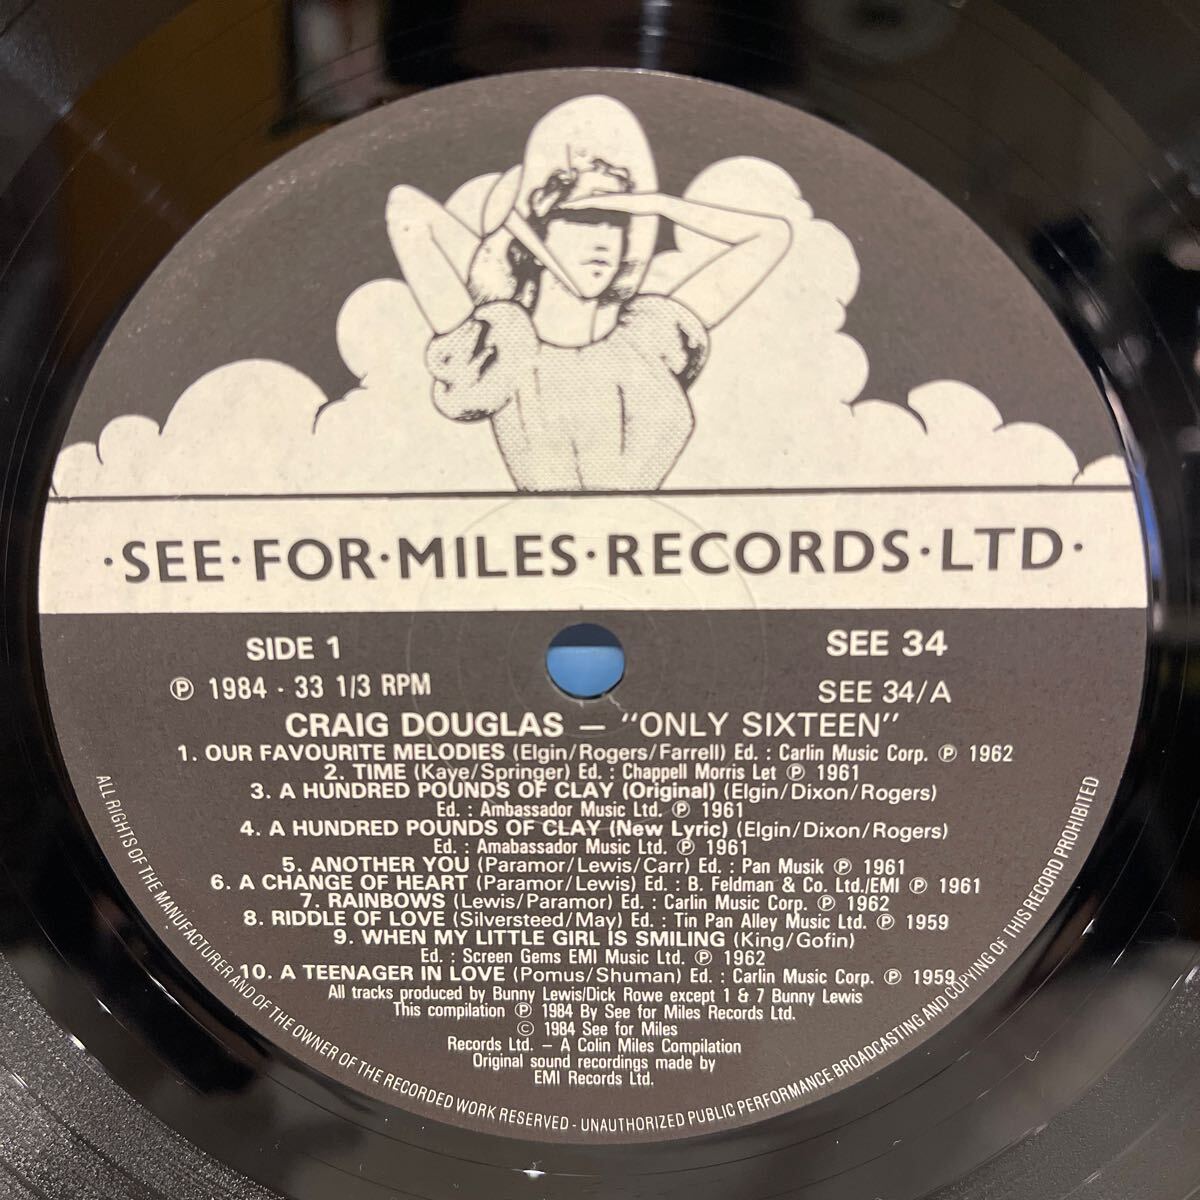 ·SEE·FOR·MILES·RECORDS·LTD·
SIDE 1
SEE 34
℗ 1984 · 33 1/3 RPM
SEE 34/A
CRAIG DOUGLAS – "ONLY SIXTEEN"
1. OUR FAVOURITE MELODIES (Elgin/Rogers/Farrell) Ed. : Carlin Music Corp. ℗ 1962
2. TIME (Kaye/Springer) Ed. : Chappell Morris Let ℗ 1961
3. A HUNDRED POUNDS OF CLAY (Original) (Elgin/Dixon/Rogers)
Ed. : Ambassador Music Ltd. ℗ 1961
4. A HUNDRED POUNDS OF CLAY (New Lyric) (Elgin/Dixon/Rogers)
Ed. : Amabassador Music Ltd. ℗ 1961
5. ANOTHER YOU (Paramor/Lewis/Carr) Ed. : Pan Musik ℗ 1961
6. A CHANGE OF HEART (Paramor/Lewis) Ed. : B. Feldman & Co. Ltd./EMI ℗ 1961
7. RAINBOWS (Lewis/Paramor) Ed. : Carlin Music Corp. ℗ 1962
8. RIDDLE OF LOVE (Silversteed/May) Ed. : Tin Pan Alley Music Ltd. ℗ 1959
9. WHEN MY LITTLE GIRL IS SMILING (King/Gofin)
Ed. : Screen Gems EMI Music Ltd. ℗ 1962
10. A TEENAGER IN LOVE (Pomus/Shuman) Ed. : Carlin Music Corp. ℗ 1959
All tracks produced by Bunny Lewis/Dick Rowe except 1 & 7 Bunny Lewis
This compilation ℗ 1984 By See for Miles Records Ltd.
© 1984 See for Miles
Records Ltd. – A Colin Miles Compilation
Original sound recordings made by
EMI Records Ltd.
ALL RIGHTS OF THE MANUFACTURER AND OF THE OWNER OF THE RECORDED WORK RESERVED - UNAUTHORIZED PUBLIC PERFORMANCE BROADCASTING AND COPYING OF THIS RECORD PROHIBITED